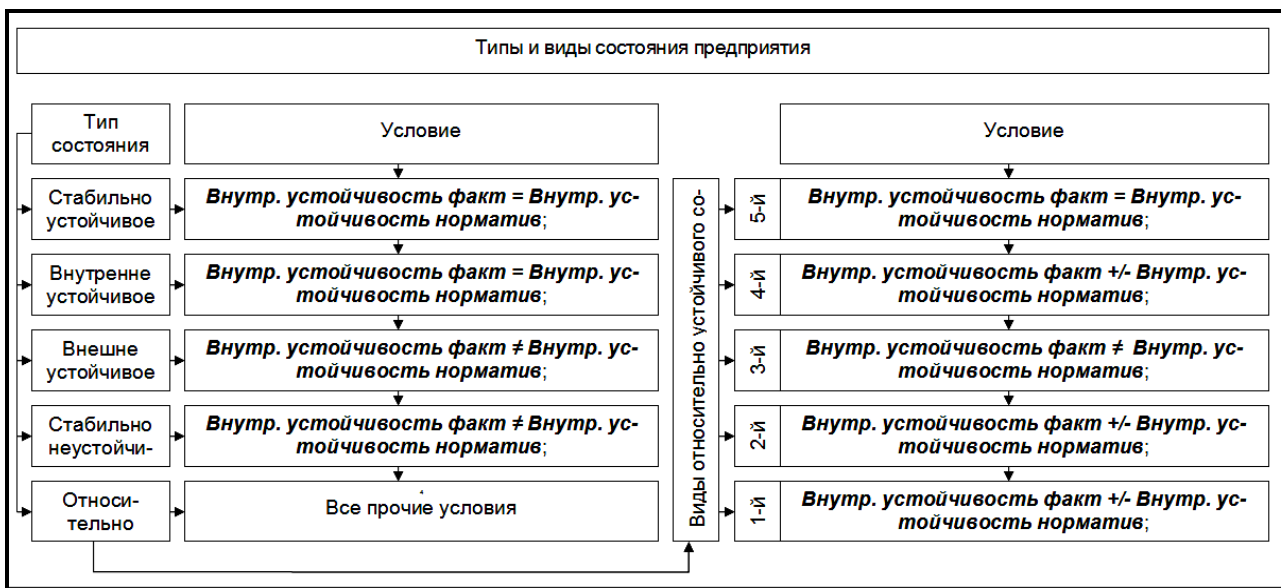 Типы и виды состояния предприятия
Тип
состояния
Условие
Стабильно
устойчивое
Внутр. устойчивость факт = Внутр. ус-
тойчивость норматив;
Внутренне
устойчивое
Внутр. устойчивость факт = Внутр. ус-
тойчивость норматив;
Внешне
устойчивое
Внутр. устойчивость факт ≠ Внутр. ус-
тойчивость норматив;
Стабильно
неустойчи-
Внутр. устойчивость факт ≠ Внутр. ус-
тойчивость норматив;
Относи-
тельно
Все прочие условия
Виды относительно устойчивого со-
Условие
5-й
Внутр. устойчивость факт = Внутр. ус-
тойчивость норматив;
4-й
Внутр. устойчивость факт +/- Внутр. ус-
тойчивость норматив;
3-й
Внутр. устойчивость факт ≠ Внутр. ус-
тойчивость норматив;
2-й
Внутр. устойчивость факт +/- Внутр. ус-
тойчивость норматив;
1-й
Внутр. устойчивость факт +/- Внутр. ус-
тойчивость норматив;